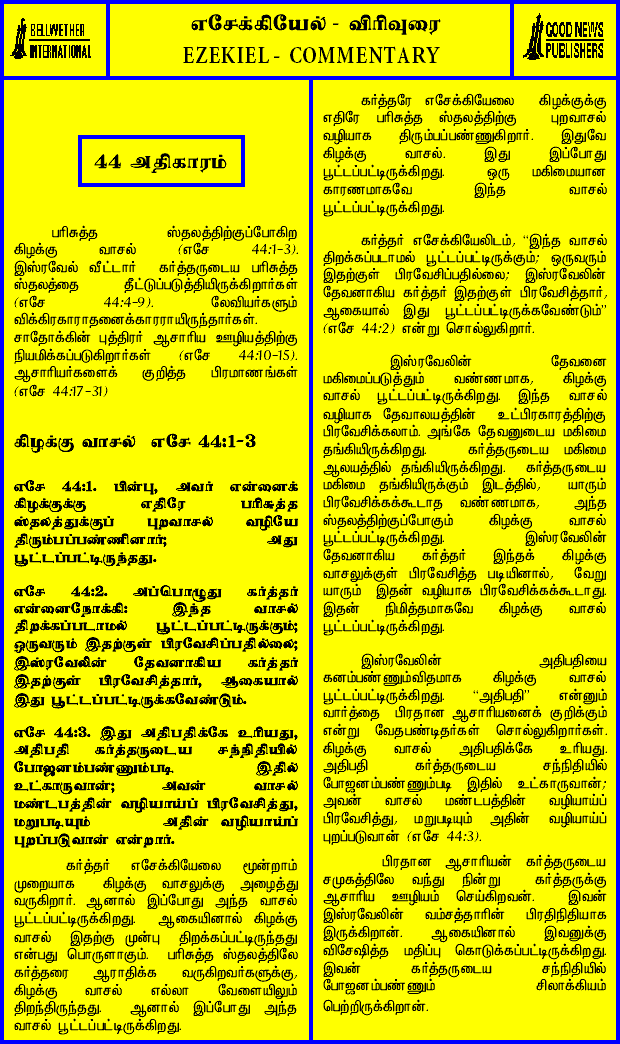 BELLWETHER
INTERNATIONAL
எசேக்கியேல் - விரிவுரை
EZEKIEL - COMMENTARY
GOOD NEWS
PUBLISHERS
44 அதிகாரம்
பரிசுத்த ஸ்தலத்திற்குப்போகிற
கிழக்கு வாசல் (எசே 44:1-3).
இஸ்ரவேல் வீட்டார் கர்த்தருடைய பரிசுத்த
ஸ்தலத்தை தீட்டுப்படுத்தியிருக்கிறார்கள்
(எசே 44:4-9). லேவியர்களும்
விக்கிரகாராதனைக்காரராயிருந்தார்கள்.
சாதோக்கின் புத்திரர் ஆசாரிய ஊழியத்திற்கு
நியமிக்கப்படுகிறார்கள் (எசே 44:10-15).
ஆசாரியர்களைக் குறித்த பிரமாணங்கள்
(எசே 44:17-31)
கிழக்கு வாசல் எசே 44:1-3
எசே 44:1. பின்பு, அவர் என்னைக்
கிழக்குக்கு எதிரே பரிசுத்த
ஸ்தலத்துக்குப் புறவாசல் வழியே
திரும்பப்பண்ணினார்; அது
பூட்டப்பட்டிருந்தது.
எசே 44:2. அப்பொழுது கர்த்தர்
என்னைநோக்கி: இந்த வாசல்
திறக்கப்படாமல் பூட்டப்பட்டிருக்கும்;
ஒருவரும் இதற்குள் பிரவேசிப்பதில்லை;
இஸ்ரவேலின் தேவனாகிய கர்த்தர்
இதற்குள் பிரவேசித்தார், ஆகையால்
இது பூட்டப்பட்டிருக்கவேண்டும்.
எசே 44:3. இது அதிபதிக்கே உரியது,
அதிபதி கர்த்தருடைய சந்நிதியில்
போஜனம்பண்ணும்படி இதில்
உட்காருவான்; அவன் வாசல்
மண்டபத்தின் வழியாய்ப் பிரவேசித்து,
மறுபடியும் அதின் வழியாய்ப்
புறப்படுவான் என்றார்.
கர்த்தர் எசேக்கியேலை மூன்றாம்
முறையாக கிழக்கு வாசலுக்கு அழைத்து
வருகிறார். ஆனால் இப்போது அந்த வாசல்
பூட்டப்பட்டிருக்கிறது. ஆகையினால் கிழக்கு
வாசல் இதற்கு முன்பு திறக்கப்பட்டிருந்தது
என்பது பொருளாகும். பரிசுத்த ஸ்தலத்திலே
கர்த்தரை ஆராதிக்க வருகிறவர்களுக்கு,
கிழக்கு வாசல் எல்லா வேளையிலும்
திறந்திருந்தது. ஆனால் இப்போது அந்த
வாசல் பூட்டப்பட்டிருக்கிறது.
கர்த்தரே எசேக்கியேலை கிழக்குக்கு
எதிரே பரிசுத்த ஸ்தலத்திற்கு புறவாசல்
வழியாக திரும்பப்பண்ணுகிறார். இதுவே
கிழக்கு வாசல். இது இப்போது
பூட்டப்பட்டிருக்கிறது. ஒரு மகிமையான
காரணமாகவே இந்த வாசல்
பூட்டப்பட்டிருக்கிறது.
கர்த்தர் எசேக்கியேலிடம், “இந்த வாசல்
திறக்கப்படாமல் பூட்டப்பட்டிருக்கும்; ஒருவரும்
இதற்குள் பிரவேசிப்பதில்லை; இஸ்ரவேலின்
தேவனாகிய கர்த்தர் இதற்குள் பிரவேசித்தார்,
ஆகையால் இது பூட்டப்பட்டிருக்கவேண்டும்”
(எசே 44:2) என்று சொல்லுகிறார்.
இஸ்ரவேலின் தேவனை
மகிமைப்படுத்தும் வண்ணமாக, கிழக்கு
வாசல் பூட்டப்பட்டிருக்கிறது. இந்த வாசல்
வழியாக தேவாலயத்தின் உட்பிரகாரத்திற்கு
பிரவேசிக்கலாம். அங்கே தேவனுடைய மகிமை
தங்கியிருக்கிறது. கர்த்தருடைய மகிமை
ஆலயத்தில் தங்கியிருக்கிறது. கர்த்தருடைய
மகிமை தங்கியிருக்கும் இடத்தில், யாரும்
பிரவேசிக்கக்கூடாத வண்ணமாக, அந்த
ஸ்தலத்திற்குப்போகும் கிழக்கு வாசல்
பூட்டப்பட்டிருக்கிறது. இஸ்ரவேலின்
தேவனாகிய கர்த்தர் இந்தக் கிழக்கு
வாசலுக்குள் பிரவேசித்த படியினால், வேறு
யாரும் இதன் வழியாக பிரவேசிக்கக்கூடாது.
இதன் நிமித்தமாகவே கிழக்கு வாசல்
பூட்டப்பட்டிருக்கிறது.
இஸ்ரவேலின் அதிபதியை
கனம்பண்ணும்விதமாக கிழக்கு வாசல்
பூட்டப்பட்டிருக்கிறது. “அதிபதி” என்னும்
வார்த்தை பிரதான ஆசாரியனைக் குறிக்கும்
என்று வேதபண்டிதர்கள் சொல்லுகிறார்கள்.
கிழக்கு வாசல் அதிபதிக்கே உரியது.
அதிபதி கர்த்தருடைய சந்நிதியில்
போஜனம்பண்ணும்படி இதில் உட்காருவான்;
அவன் வாசல் மண்டபத்தின் வழியாய்ப்
பிரவேசித்து, மறுபடியும் அதின் வழியாய்ப்
புறப்படுவான் (எசே 44:3).
பிரதான ஆசாரியன் கர்த்தருடைய
சமுகத்திலே வந்து நின்று கர்த்தருக்கு
ஆசாரிய ஊழியம் செய்கிறவன். இவன்
இஸ்ரவேலின் வம்சத்தாரின் பிரதிநிதியாக
இருக்கிறான். ஆகையினால் இவனுக்கு
விசேஷித்த மதிப்பு கொடுக்கப்பட்டிருக்கிறது.
இவன் கர்த்தருடைய சந்நிதியில்
போஜனம்பண்ணும் சிலாக்கியம்
பெற்றிருக்கிறான்.